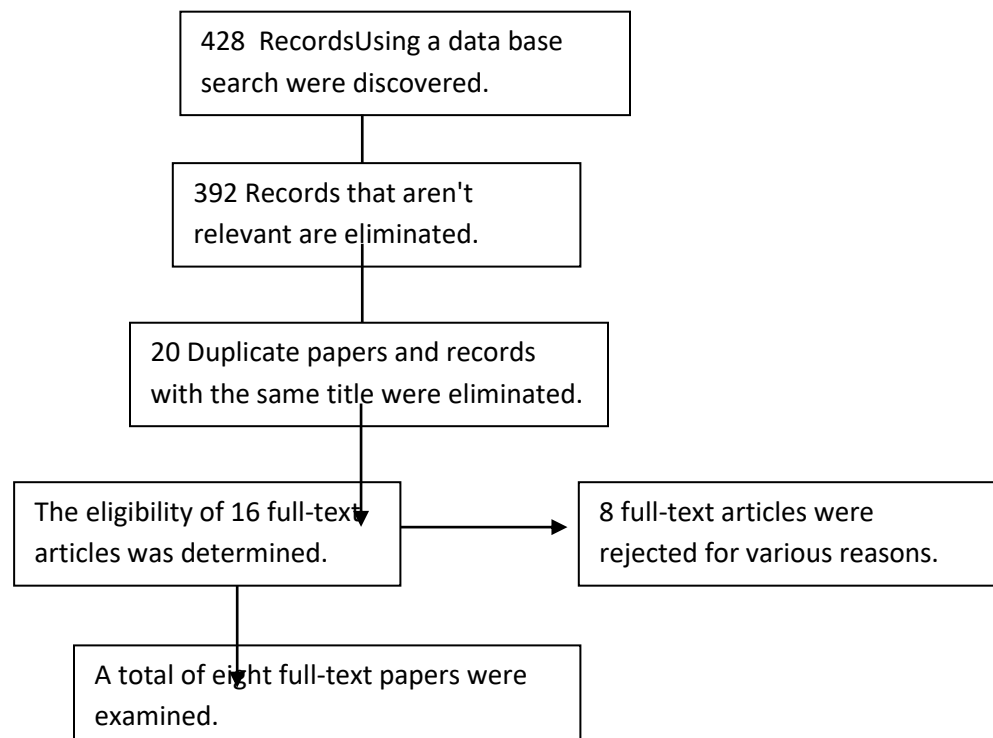 428  RecordsUsing a data base
search were discovered.
392 Records that aren't
relevant are eliminated.
20 Duplicate papers and records
with the same title were eliminated.
The eligibility of 16 full-text
articles was determined.
8 full-text articles were
rejected for various reasons.
A total of eight full-text papers were
examined.